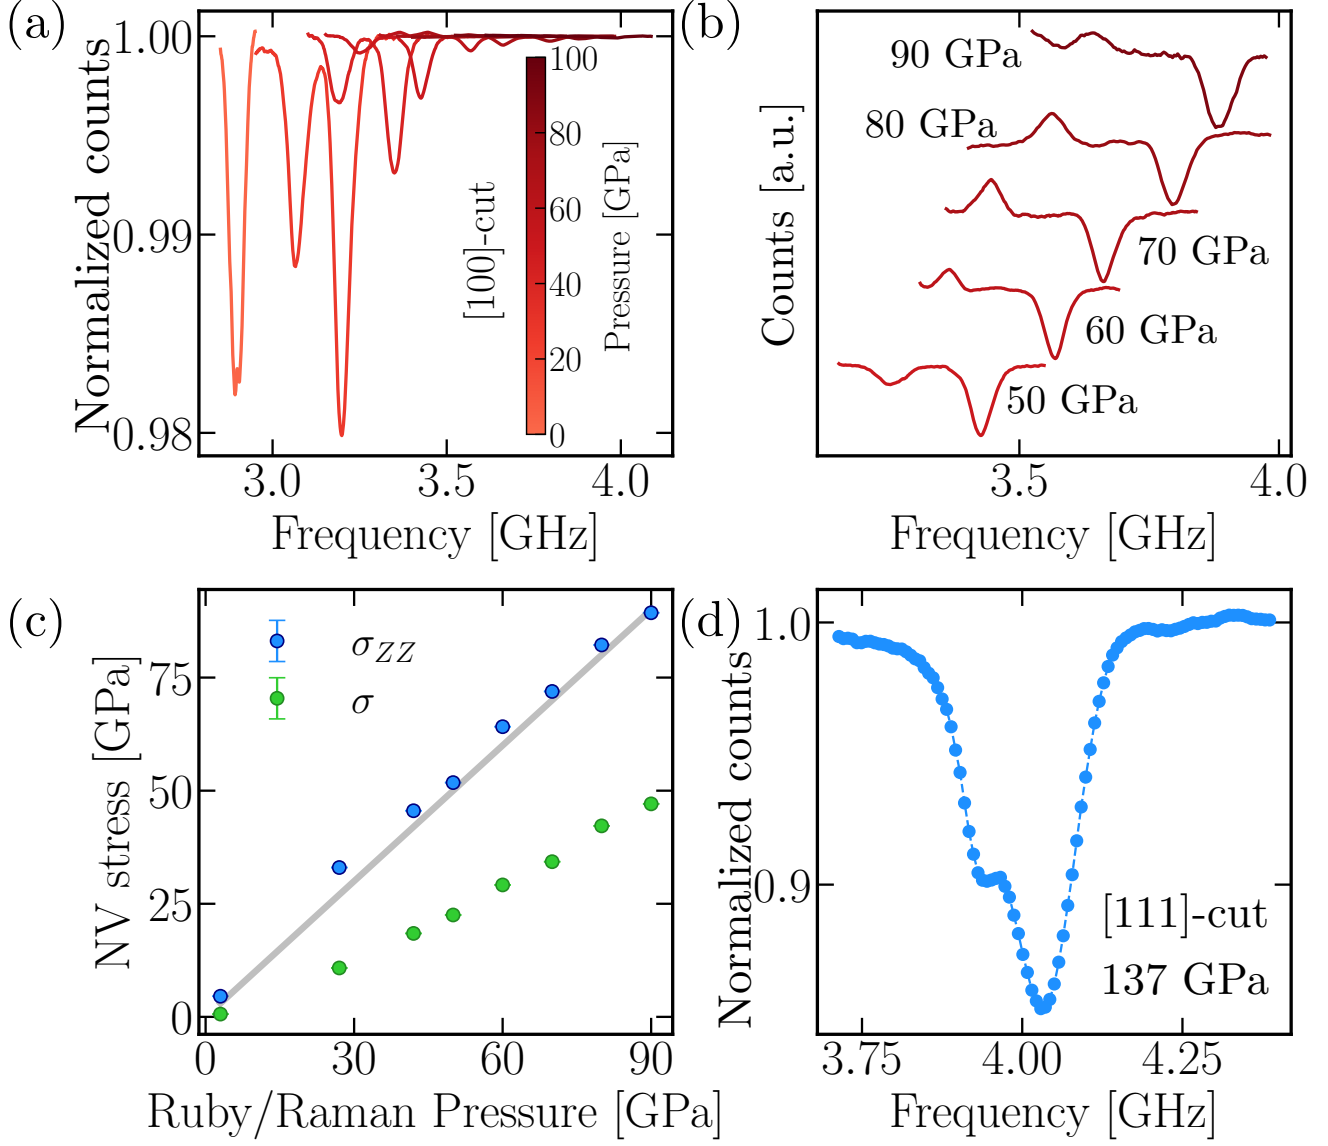 (a)
Normalized counts
1.00
0.99
0.98
3.0 3.5 4.0
Frequency [GHz]
[100]-cut
Pressure [GPa]
100
80
60
40
20
0
(b)
Counts [a.u.]
90 GPa
80 GPa
70 GPa
60 GPa
50 GPa
3.5 4.0
Frequency [GHz]
(c)
NV stress [GPa]
75
50
25
0
σZZ
σ
0 30 60 90
Ruby/Raman Pressure [GPa]
(d)
Normalized counts
1.0
0.9
[111]-cut
137 GPa
3.75 4.00 4.25
Frequency [GHz]